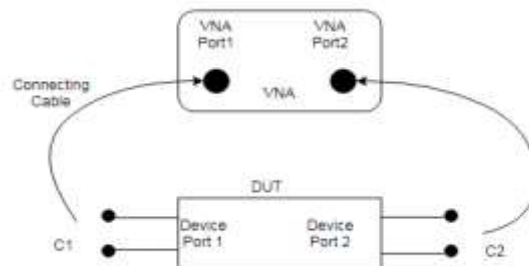 VNA
Port1
VNA
Port2
Connecting
Cable
VNA
DUT
Device
Port 1
Device
Port 2
C1
C2